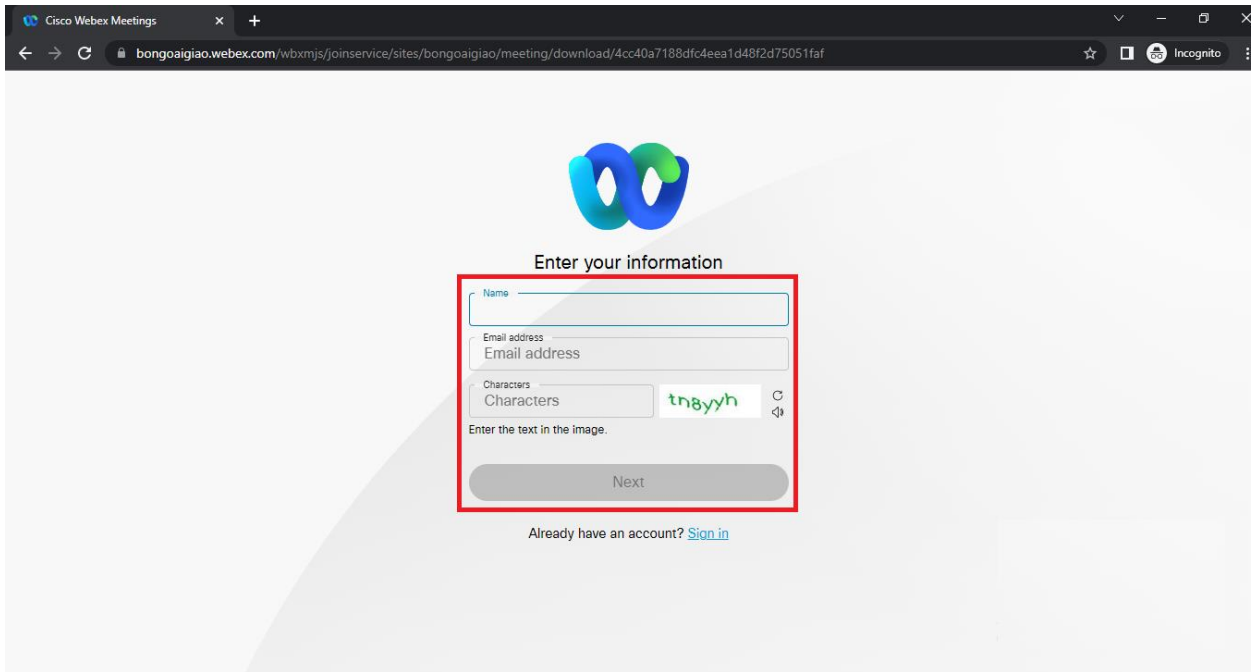 Cisco Webex Meetings
bongoaigiao.webex.com/wbxmjs/joinservice/sites/bongoaigiao/meeting/download/4cc40a7188dfc4eea1d48f2d75051faf
Incognito
Enter your information
Name
Email address
Email address
Characters
Characters
tn8yyh
Enter the text in the image.
Next
Already have an account? Sign in